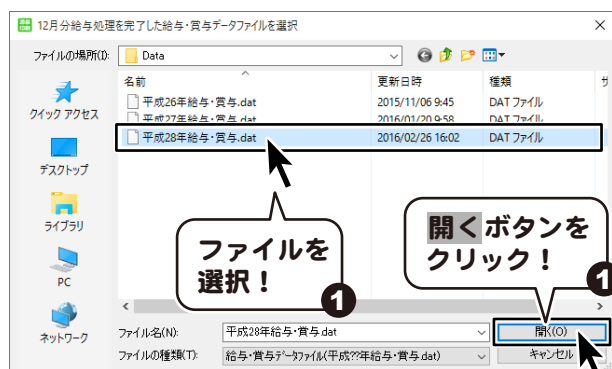 12月分給与処理を完了した給与・賞与データファイルを選択
ファイルの場所(I):
Data
名前
更新日時
種類
サ
平成26年給与・賞与.dat
2015/11/06 9:45
DAT ファイル
平成27年給与・賞与.dat
2016/01/20 9:58
DAT ファイル
平成28年給与・賞与.dat
2016/02/26 16:02
DAT ファイル
クイック アクセス
デスクトップ
ライブラリ
PC
ネットワーク
ファイルを
選択！
1
開くボタンを
クリック！
1
ファイル名(N):
平成28年給与・賞与.dat
開く(O)
ファイルの種類(T):
給与・賞与ﾃﾞｰﾀファイル(平成??年給与・賞与.dat)
キャンセル